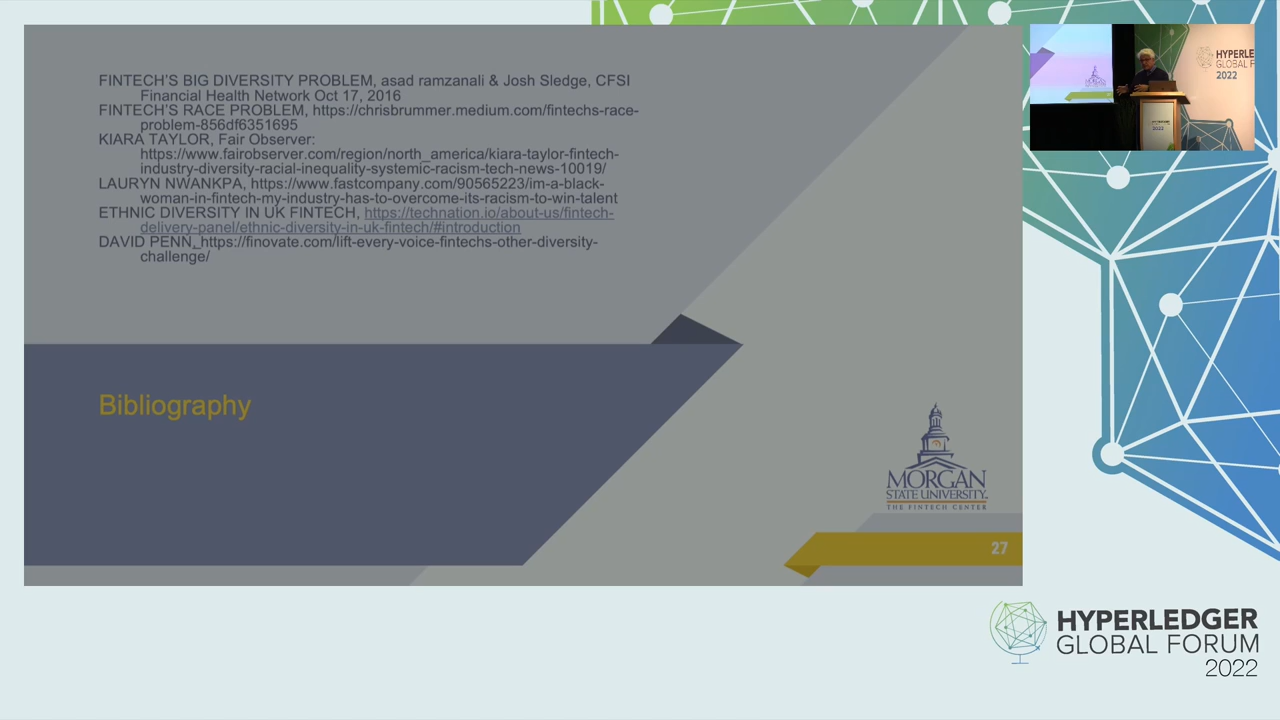 FINTECH'S BIG DIVERSITY PROBLEM, asad ramzanali & Josh Sledge, CFSI
Financial Health Network Oct 17, 2016
FINTECH'S RACE PROBLEM, https://chrisbrummer.medium.com/fintechs-race-
problem-856df6351695
KIARA TAYLOR, Fair Observer:
https://www.fairobserver.com/region/north_america/kiara-taylor-fintech-
industry-diversity-racial-inequality-systemic-racism-tech-news-10019/
LAURYN NWANKPA, https://www.fastcompany.com/90565223/im-a-black-
woman-in-fintech-my-industry-has-to-overcome-its-racism-to-win-talent
ETHNIC DIVERSITY IN UK FINTECH, https://technation.io/about-us/fintech-
delivery-panel/ethnic-diversity-in-uk-fintech/#introduction
DAVID PENN, https://finovate.com/lift-every-voice-fintechs-other-diversity-
challenge/
Bibliography
MORGAN
STATE UNIVERSITY
THE FINTECH CENTER
27
HYPERLED
GLOBAL F
2022
HYPERLEDGER
GLOBAL FORUM
2022